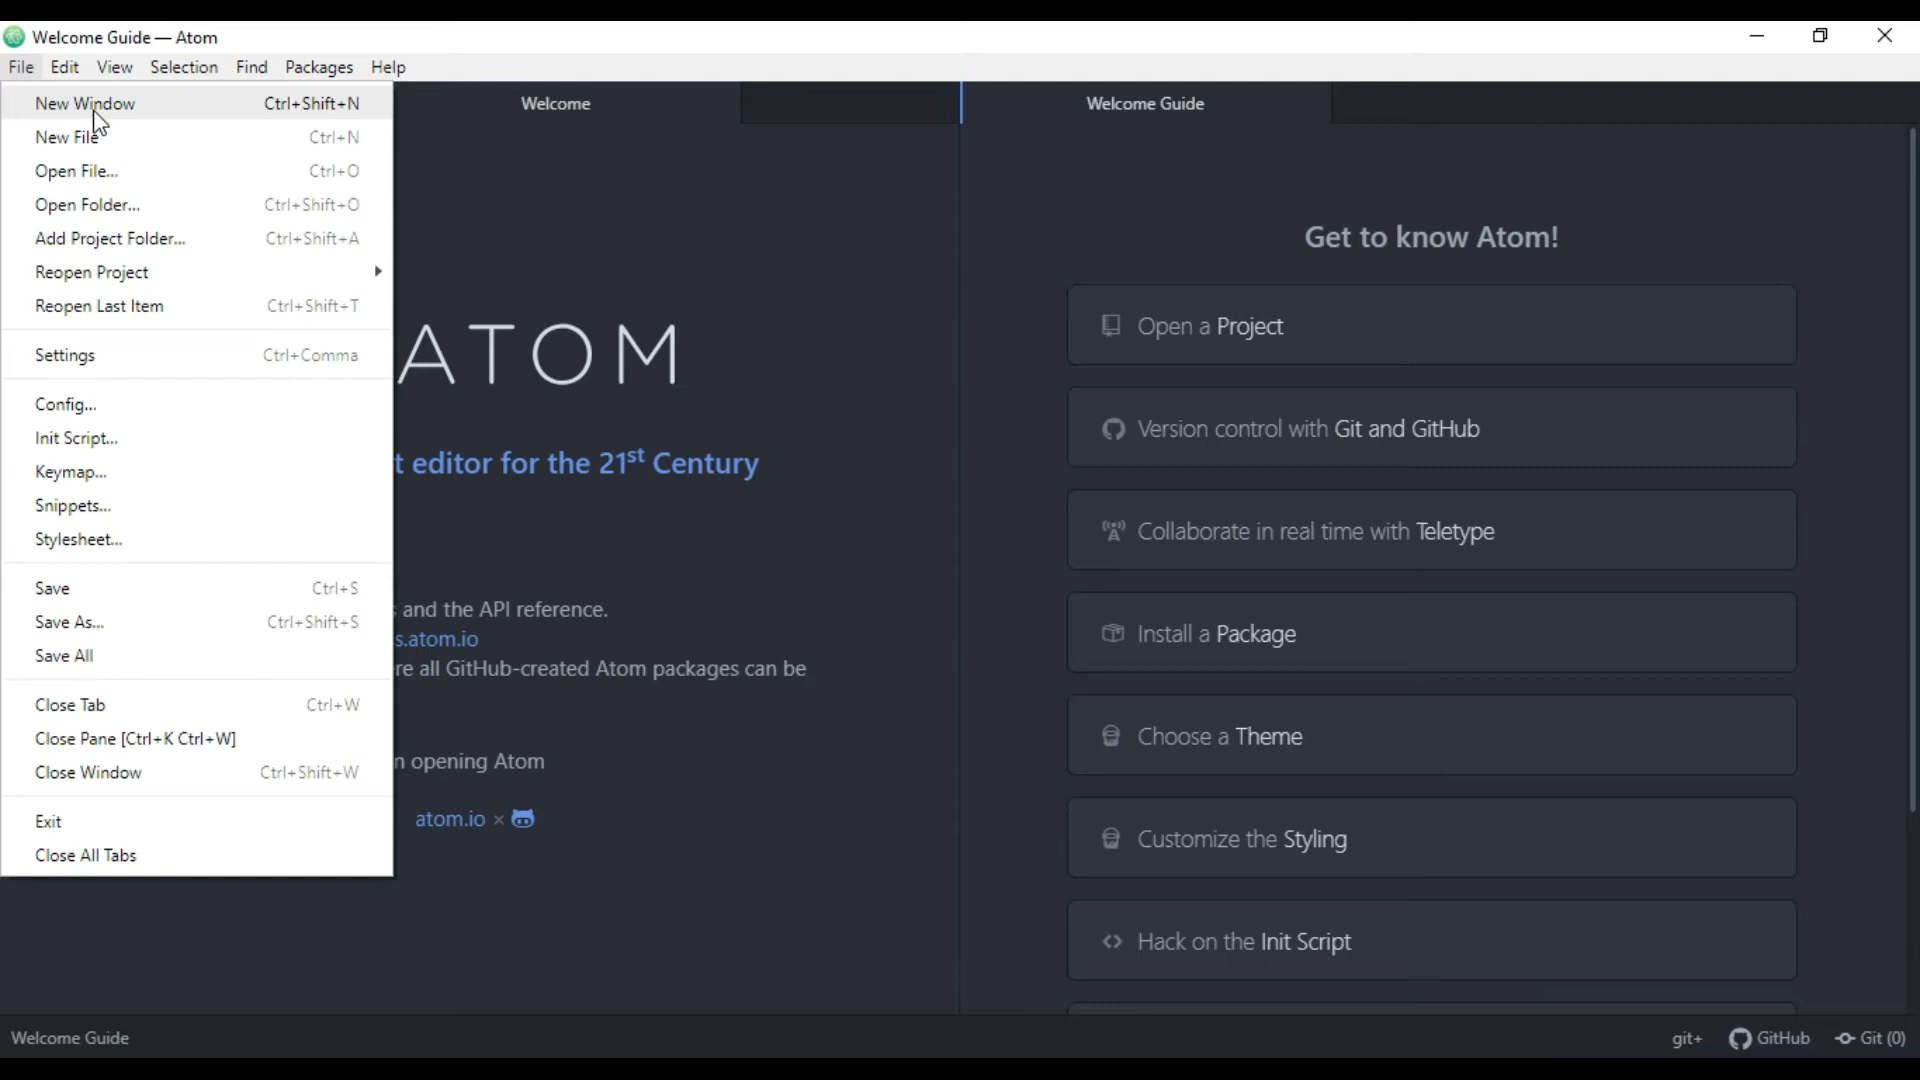 Welcome Guide — Atom
File Edit View Selection Find Packages Help
New Window Ctrl+Shift+N
New File Ctrl+N
Open File... Ctrl+O
Open Folder... Ctrl+Shift+O
Add Project Folder... Ctrl+Shift+A
Reopen Project
Reopen Last Item Ctrl+Shift+T
Settings Ctrl+Comma
Config...
Init Script...
Keymap...
Snippets...
Stylesheet...
Save Ctrl+S
Save As... Ctrl+Shift+S
Save All
Close Tab Ctrl+W
Close Pane [Ctrl+K Ctrl+W]
Close Window Ctrl+Shift+W
Exit
Close All Tabs
Welcome
ATOM
t editor for the 21st Century
and the API reference.
s.atom.io
re all GitHub-created Atom packages can be
n opening Atom
atom.io ×
Welcome Guide
Get to know Atom!
Open a Project
Version control with Git and GitHub
Collaborate in real time with Teletype
Install a Package
Choose a Theme
Customize the Styling
Hack on the Init Script
Welcome Guide
git+ GitHub Git (0)